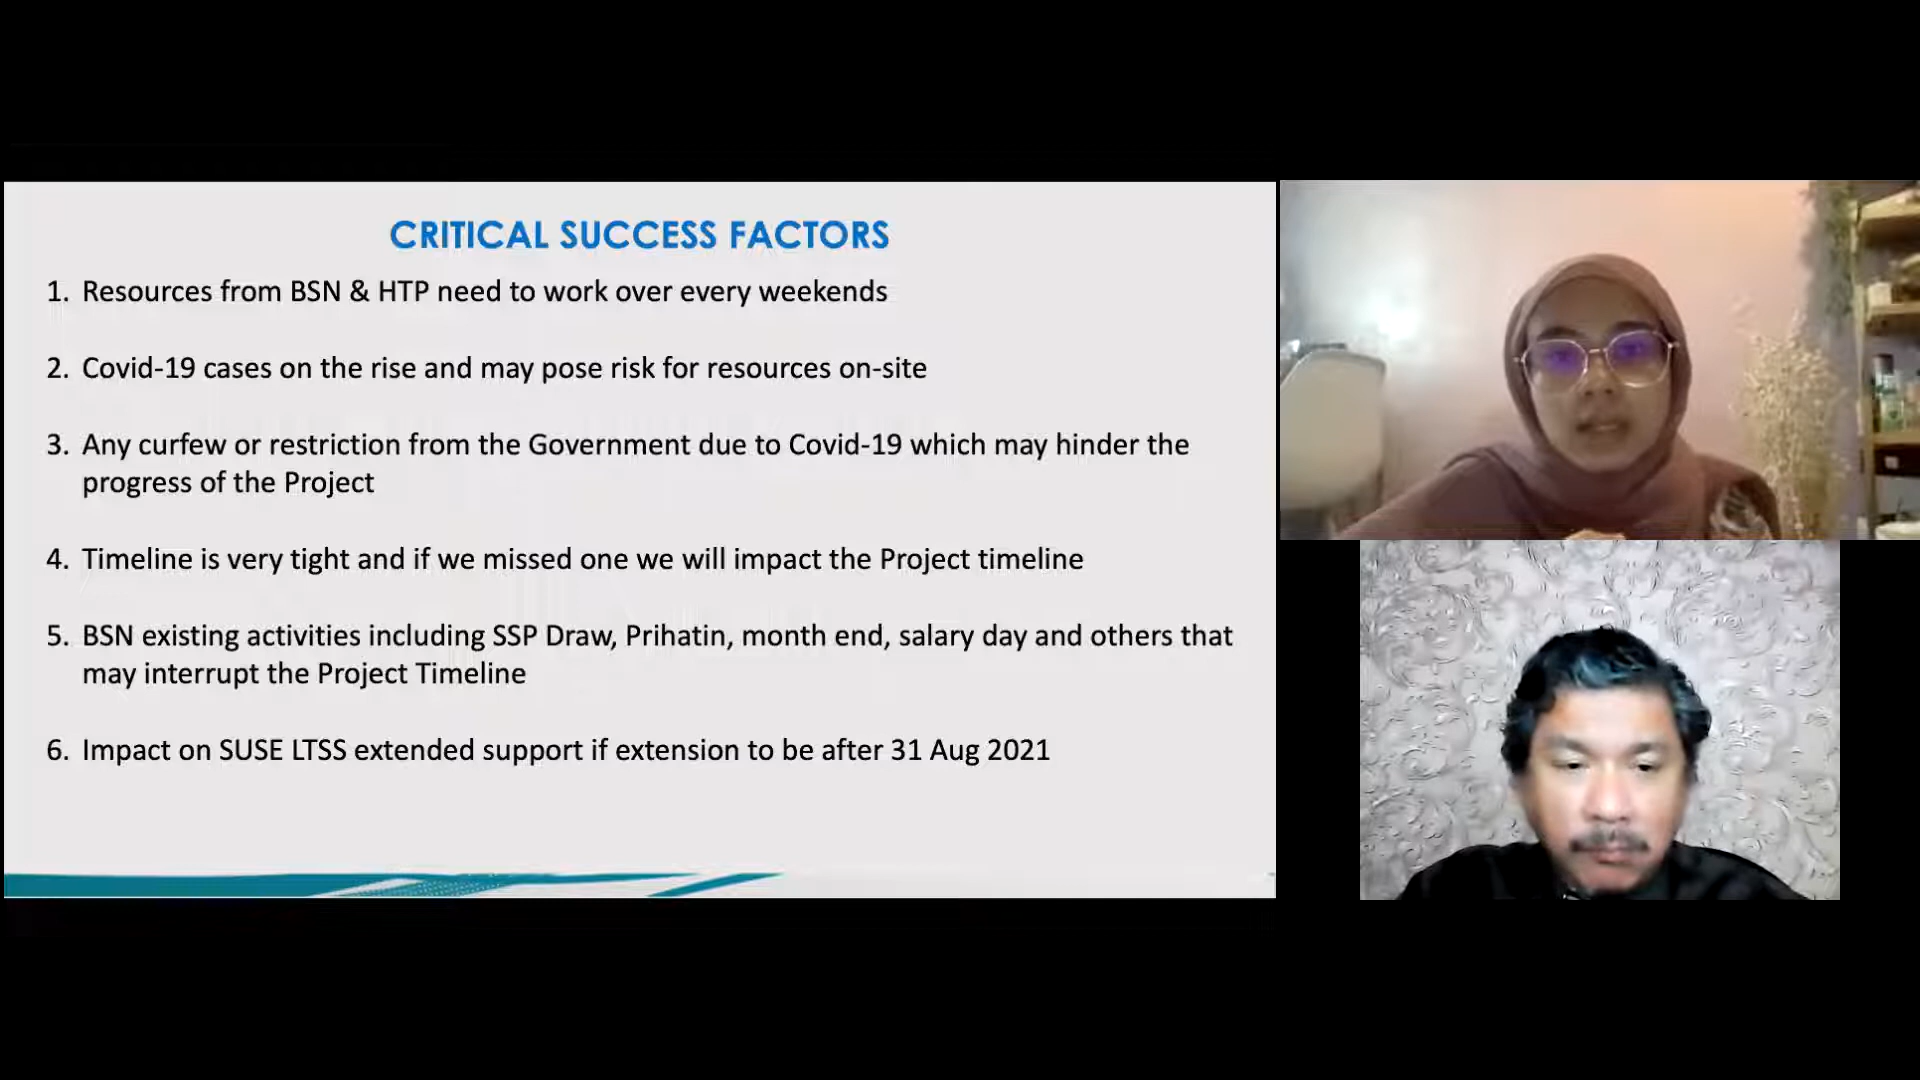 CRITICAL SUCCESS FACTORS
1. Resources from BSN & HTP need to work over every weekends
2. Covid-19 cases on the rise and may pose risk for resources on-site
3. Any curfew or restriction from the Government due to Covid-19 which may hinder the
progress of the Project
4. Timeline is very tight and if we missed one we will impact the Project timeline
5. BSN existing activities including SSP Draw, Prihatin, month end, salary day and others that
may interrupt the Project Timeline
6. Impact on SUSE LTSS extended support if extension to be after 31 Aug 2021